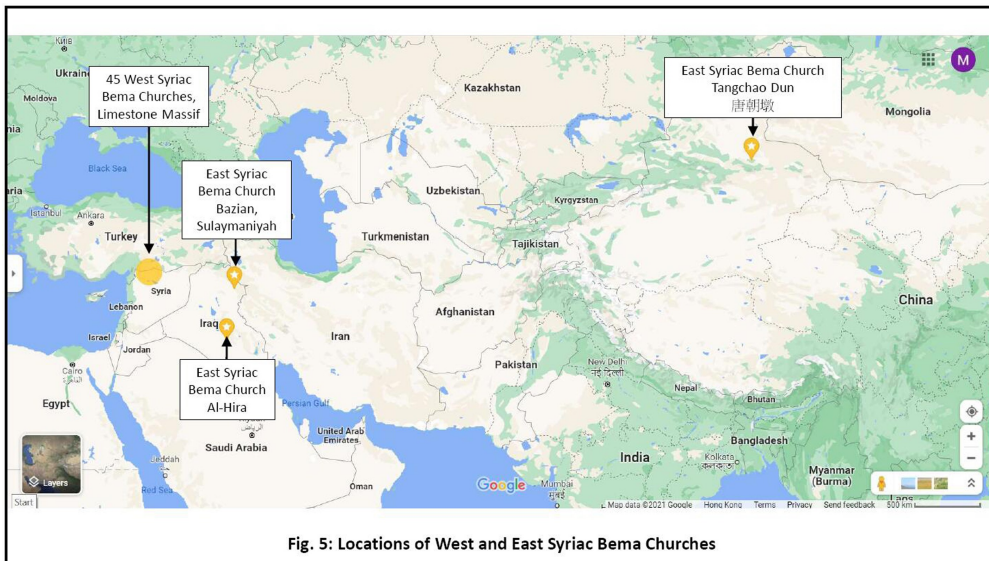 Київ
Ukraine
Moldova
Kazakhstan
Mongolia
45 West Syriac
Bema Churches,
Limestone Massif
East Syriac Bema Church
Tangchao Dun
唐朝墩
M
Black Sea
East Syriac
Bema Church
Bazian,
Sulaymaniyah
Uzbekistan
Kyrgyzstan
İstanbul
Ankara
Turkey
Turkmenistan
Tajikistan
China
Syria
Lebanon
Iraq
Iran
Afghanistan
Israel
Jordan
Pakistan
New Delhi
नई दिल्ली
Nepal
Bhutan
Cairo
القاهرة
Egypt
East Syriac
Bema Church
Al-Hira
Persian Gulf
الرياض
Saudi Arabia
United Arab
Emirates
Bangladesh
India
Kolkata
কলকাতা
Myanmar
(Burma)
Layers
Jeddah
جدة
Red Sea
Oman
Google
Mumbai
मुंबई
Laos
Start
Map data ©2021 Google Hong Kong Terms Privacy Send feedback 500 km
Fig. 5: Locations of West and East Syriac Bema Churches